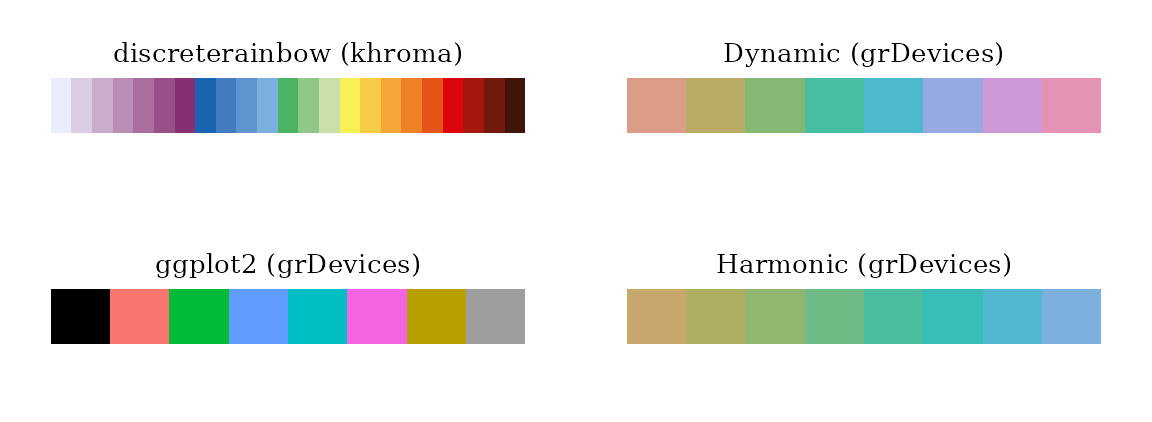 discreterainbow (khroma)
Dynamic (grDevices)
ggplot2 (grDevices)
Harmonic (grDevices)